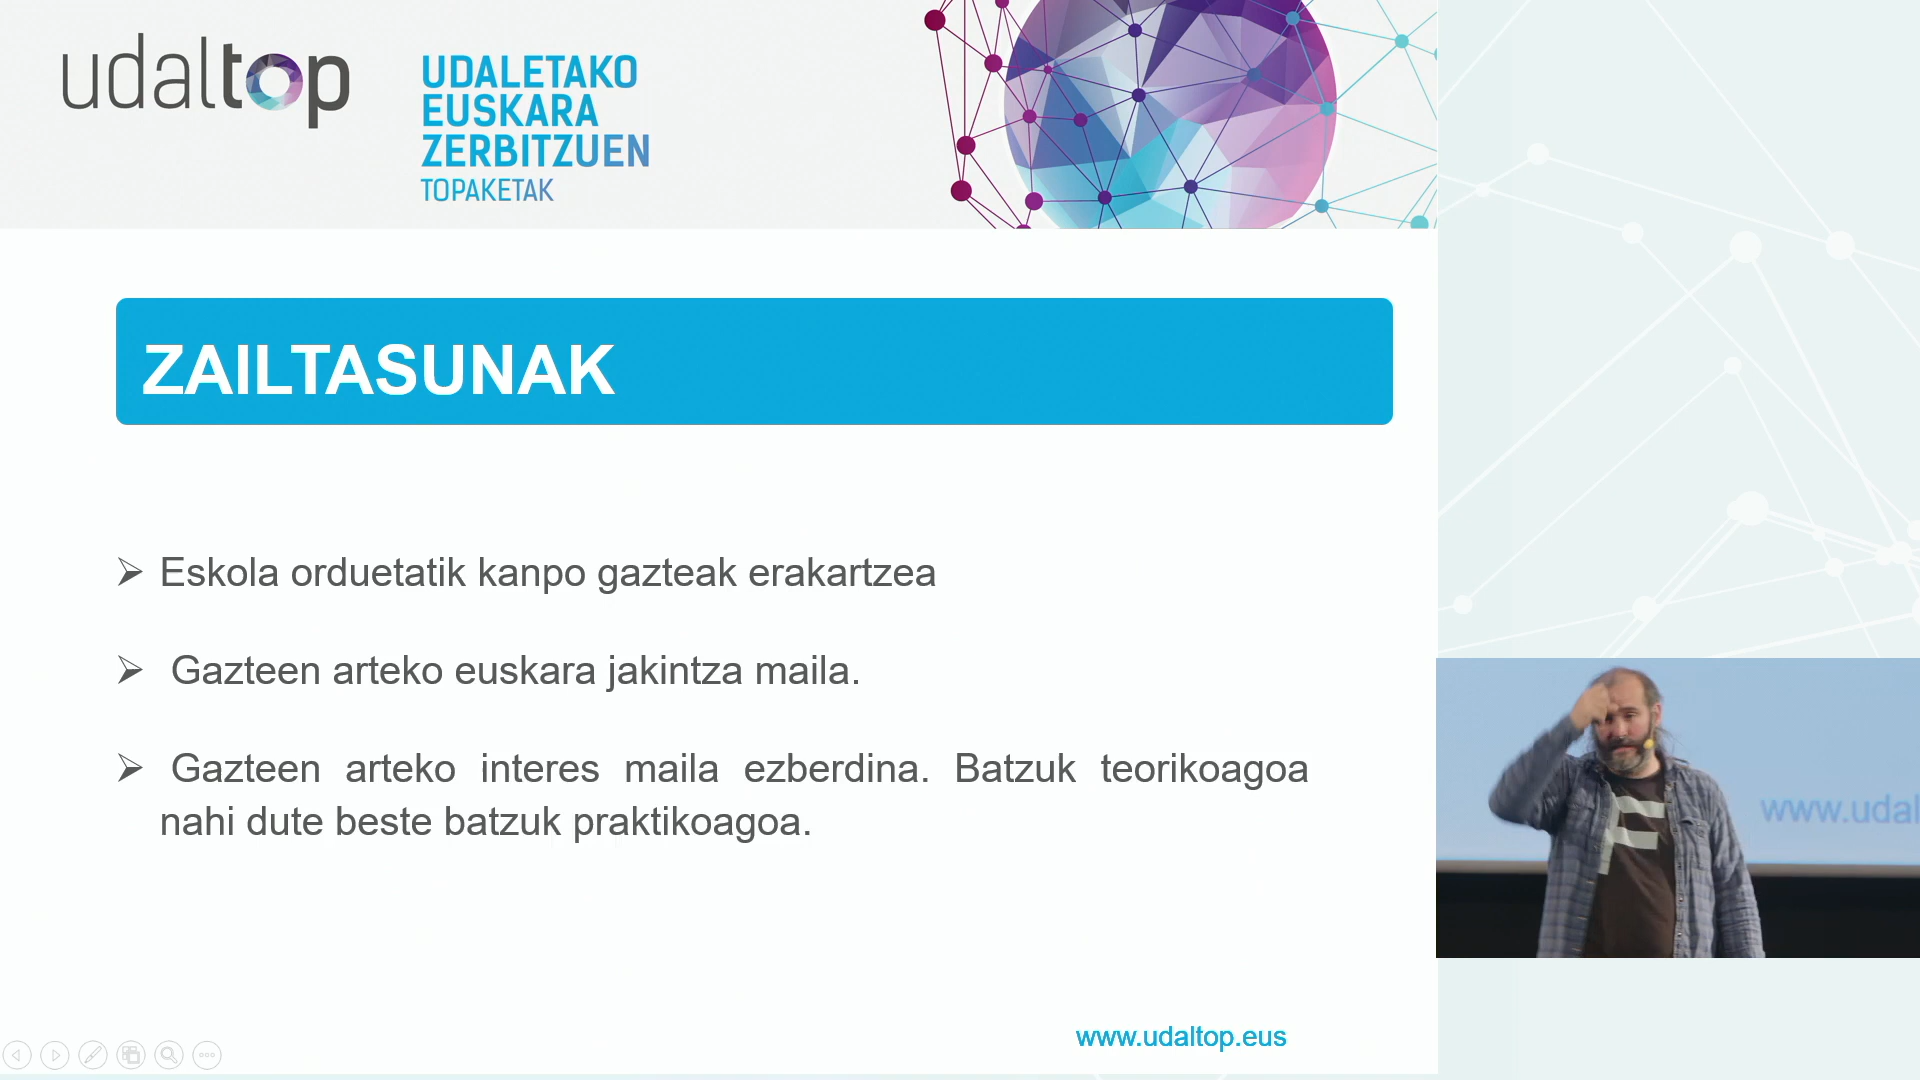 udaltop
UDALETAKO
EUSKARA
ZERBITZUEN
TOPAKETAK
ZAILTASUNAK
Eskola orduetatik kanpo gazteak erakartzea
Gazteen arteko euskara jakintza maila.
Gazteen arteko interes maila ezberdina. Batzuk teorikoagoa
nahi dute beste batzuk praktikoagoa.
www.udal
www.udaltop.eus